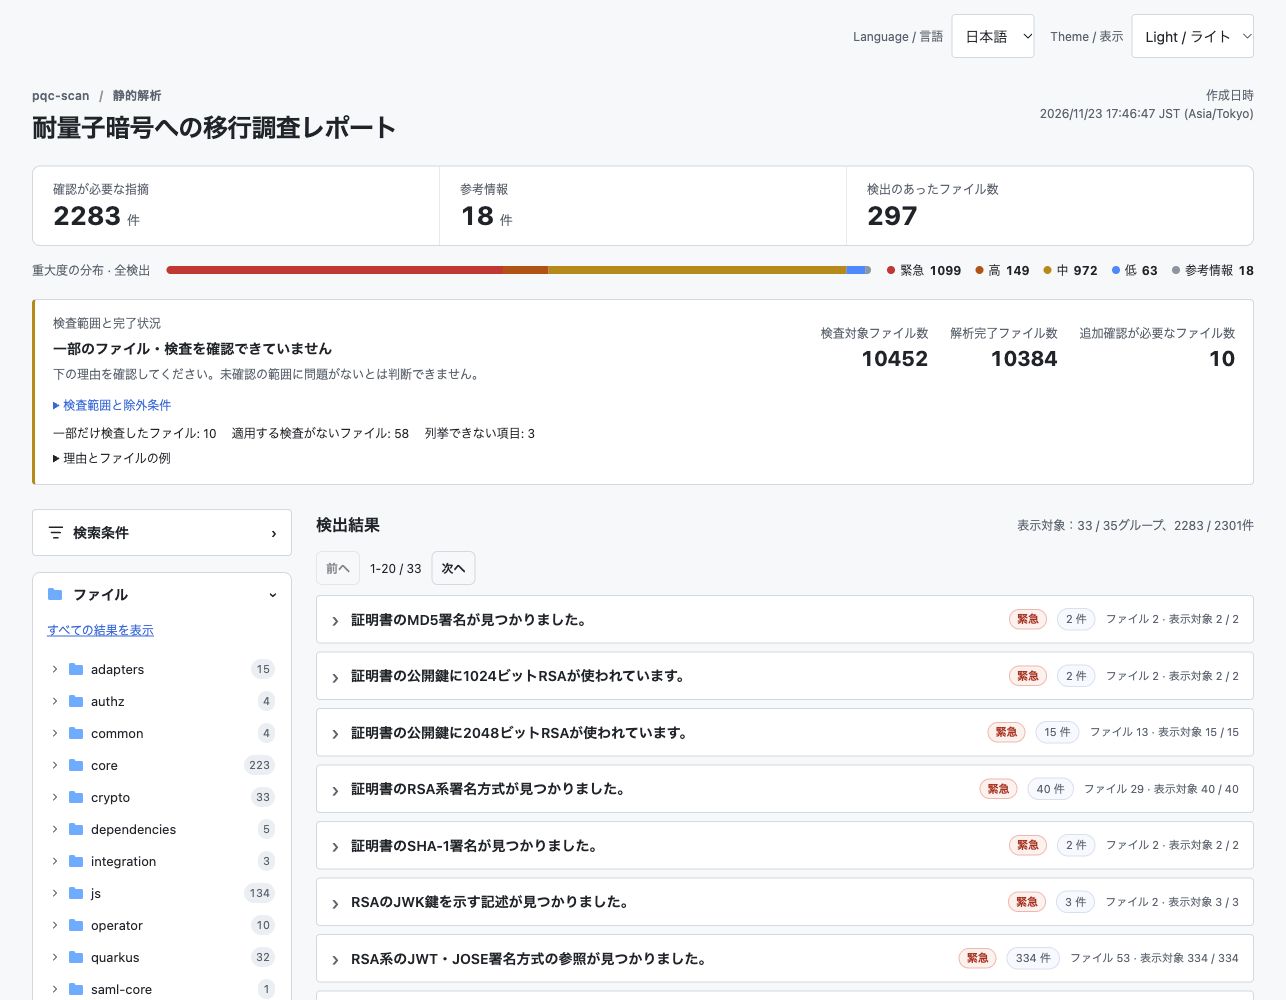 Language / 言語 日本語 Theme / 表示 Light / ライト
pqc-scan / 静的解析
耐量子暗号への移行調査レポート
作成日時
2026/11/23 17:46:47 JST (Asia/Tokyo)
確認が必要な指摘
2283 件
参考情報
18 件
検出のあったファイル数
297
重大度の分布 · 全検出 緊急 1099 高 149 中 972 低 63 参考情報 18
検査範囲と完了状況
一部のファイル・検査を確認できていません
下の理由を確認してください。未確認の範囲に問題がないとは判断できません。
検査対象ファイル数
10452
解析完了ファイル数
10384
追加確認が必要なファイル数
10
検査範囲と除外条件
一部だけ検査したファイル: 10 適用する検査がないファイル: 58 列挙できない項目: 3
理由とファイルの例
検索条件
ファイル
すべての結果を表示
adapters 15
authz 4
common 4
core 223
crypto 33
dependencies 5
integration 3
js 134
operator 10
quarkus 32
saml-core 1
検出結果
表示対象：33 / 35グループ、2283 / 2301件
前へ 1-20 / 33 次へ
証明書のMD5署名が見つかりました。 緊急 2 件 ファイル 2 · 表示対象 2 / 2
証明書の公開鍵に1024ビットRSAが使われています。 緊急 2 件 ファイル 2 · 表示対象 2 / 2
証明書の公開鍵に2048ビットRSAが使われています。 緊急 15 件 ファイル 13 · 表示対象 15 / 15
証明書のRSA系署名方式が見つかりました。 緊急 40 件 ファイル 29 · 表示対象 40 / 40
証明書のSHA-1署名が見つかりました。 緊急 2 件 ファイル 2 · 表示対象 2 / 2
RSAのJWK鍵を示す記述が見つかりました。 緊急 3 件 ファイル 2 · 表示対象 3 / 3
RSA系のJWT・JOSE署名方式の参照が見つかりました。 緊急 334 件 ファイル 53 · 表示対象 334 / 334